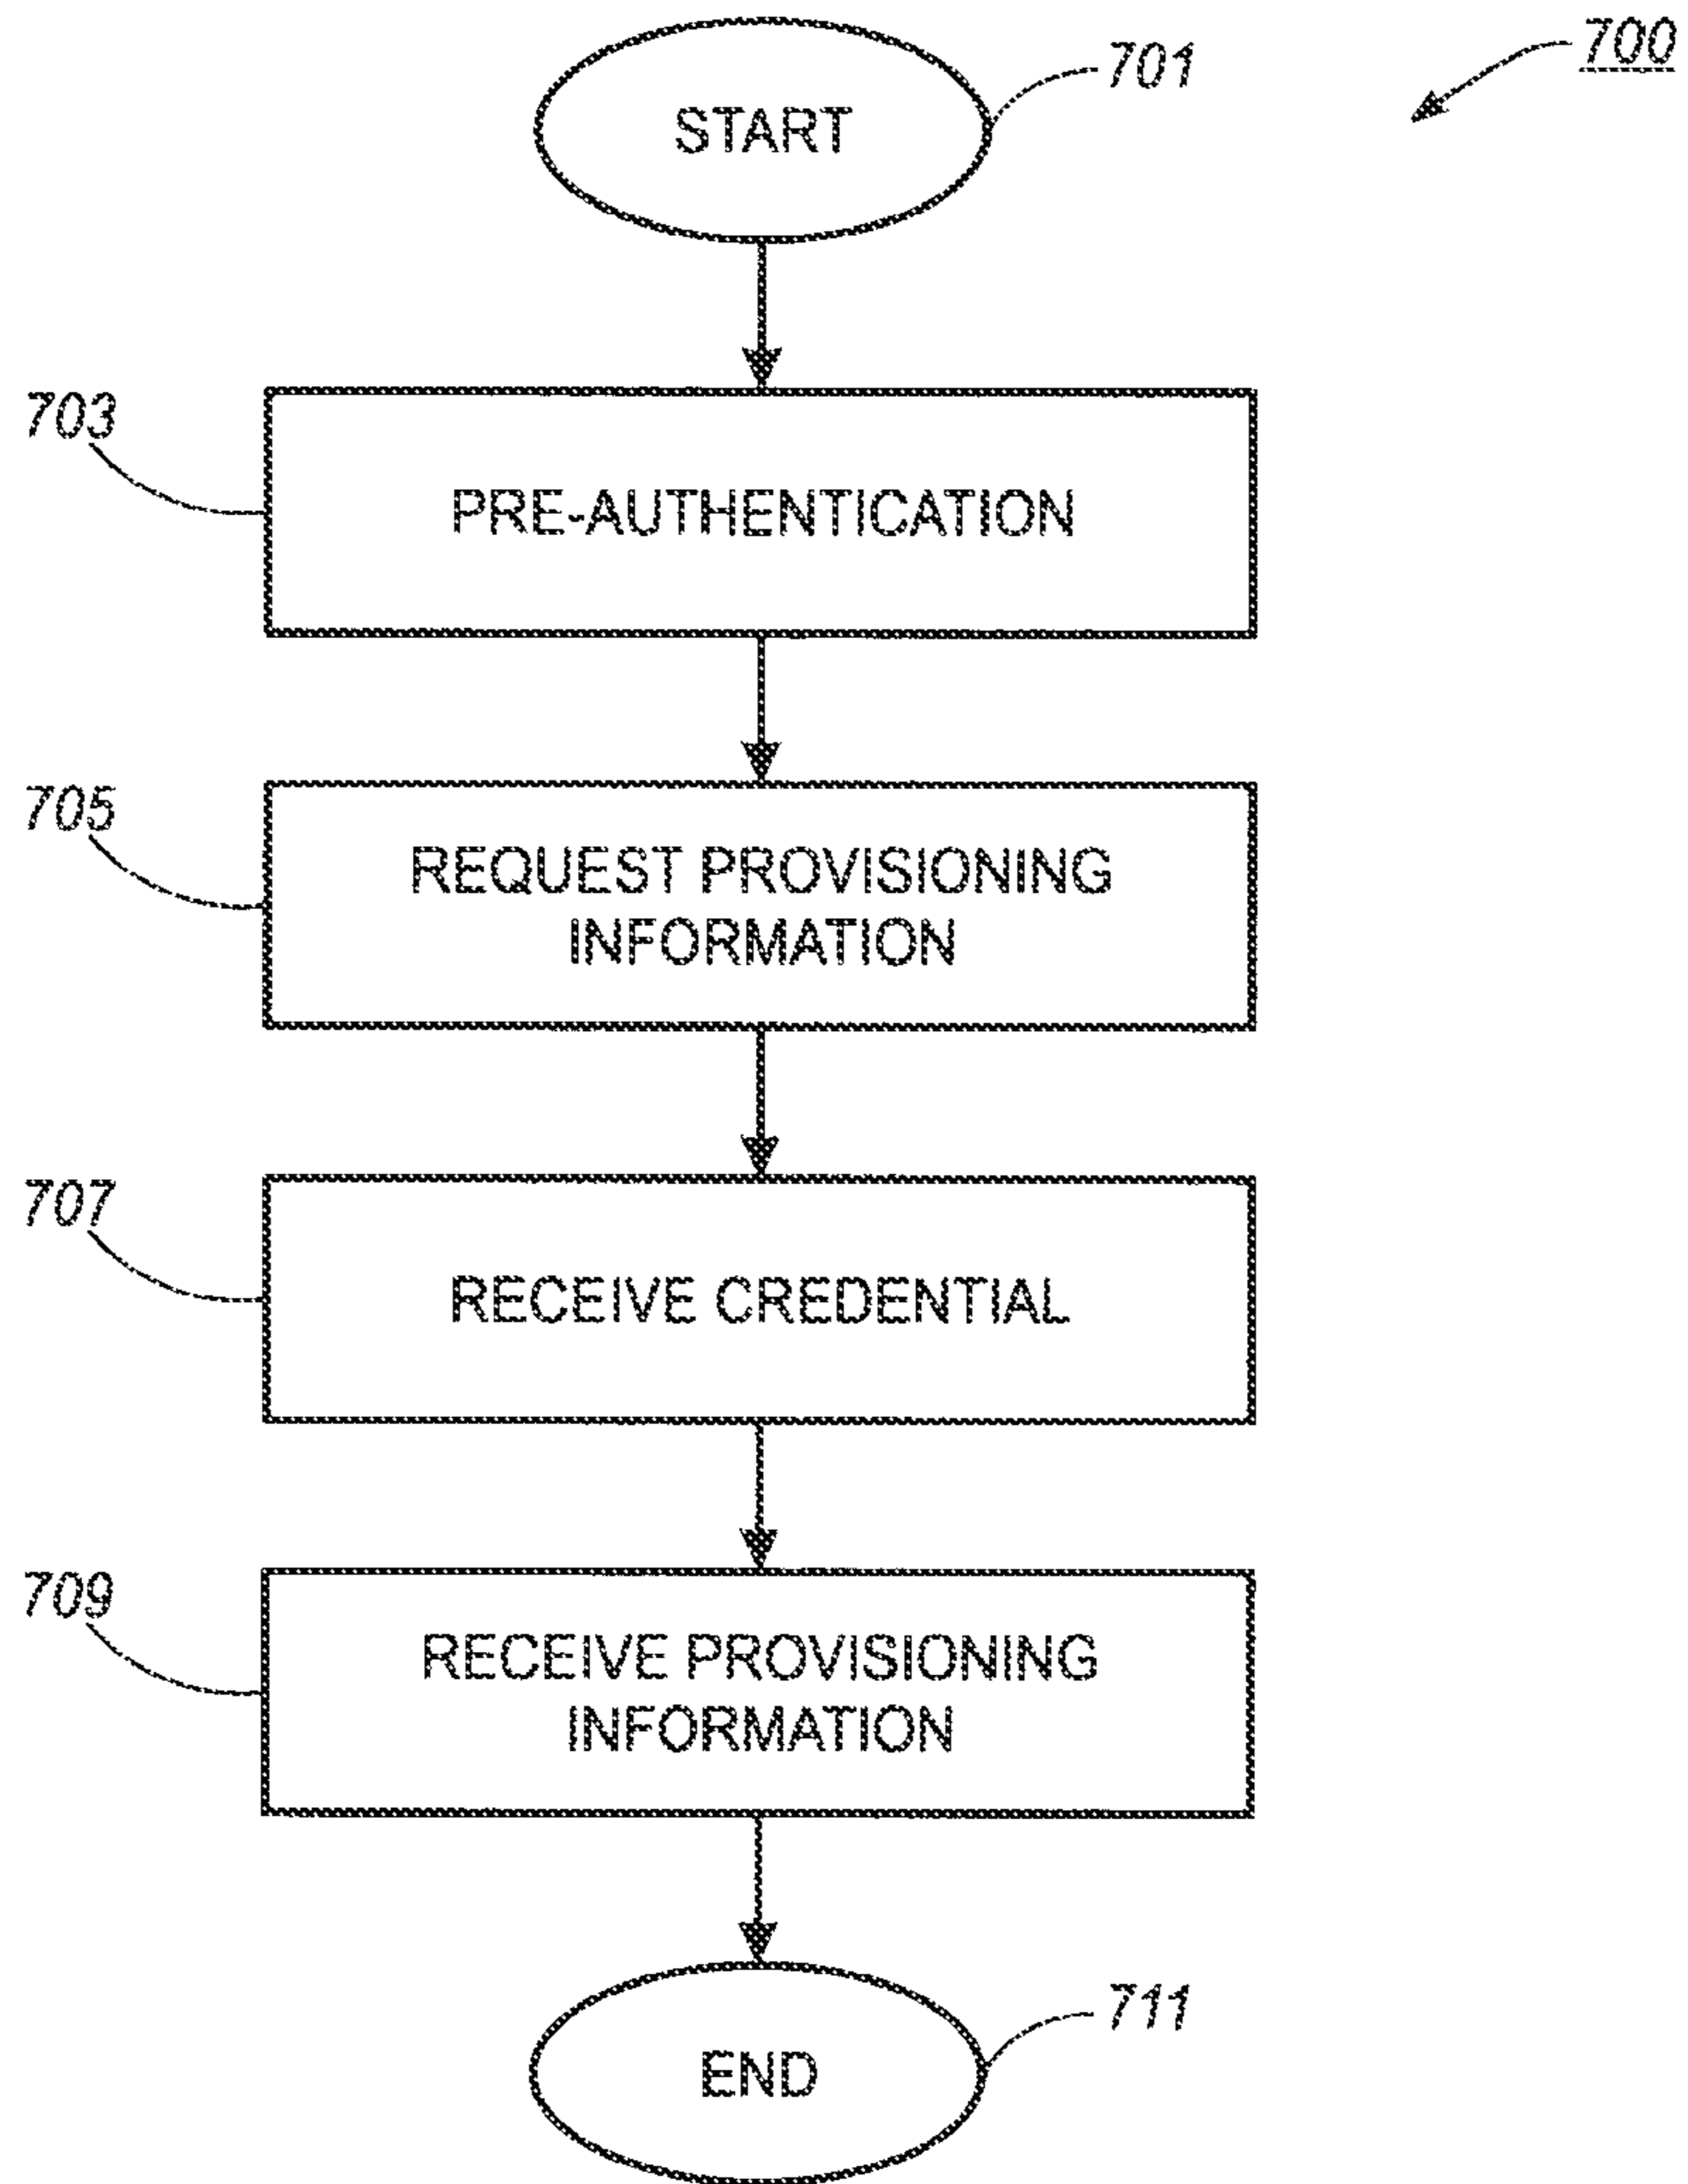 700
701
START
703
PRE-AUTHENTICATION
705
REQUEST PROVISIONING
INFORMATION
707
RECEIVE CREDENTIAL
709
RECEIVE PROVISIONING
INFORMATION
711
END